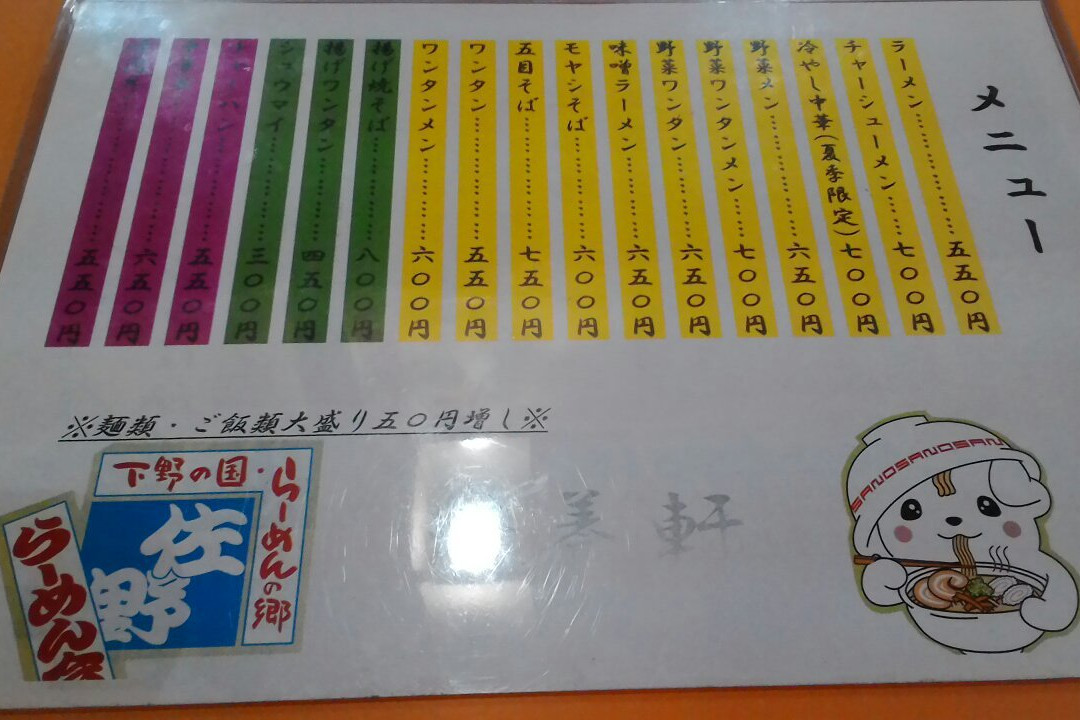 メニュー
ラーメン…………五五〇円
チャーシューメン……七〇〇円
冷やし中華(夏季限定)七〇〇円
野菜メン…………六五〇円
野菜ワンタンメン……七〇〇円
野菜ワンタン………六五〇円
味噌ラーメン………六五〇円
モヤシそば………六〇〇円
五目そば…………七五〇円
ワンタン…………五五〇円
ワンタンメン………六〇〇円
揚げ焼そば………八〇〇円
揚げワンタン………四五〇円
シュウマイ………三〇〇円
五五〇円
六五〇円
五五〇円
※麺類・ご飯類大盛り五〇円増し※
下野の国・らーめんの郷
佐野
らーめん
美軒
SANOSANOSAN